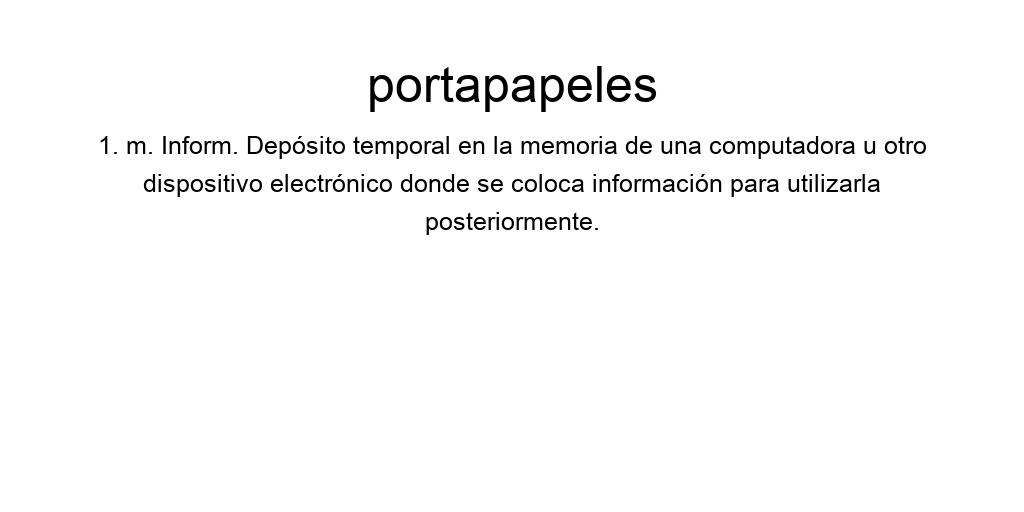 portapapeles
1. m. Inform. Depósito temporal en la memoria de una computadora u otro
dispositivo electrónico donde se coloca información para utilizarla
posteriormente.